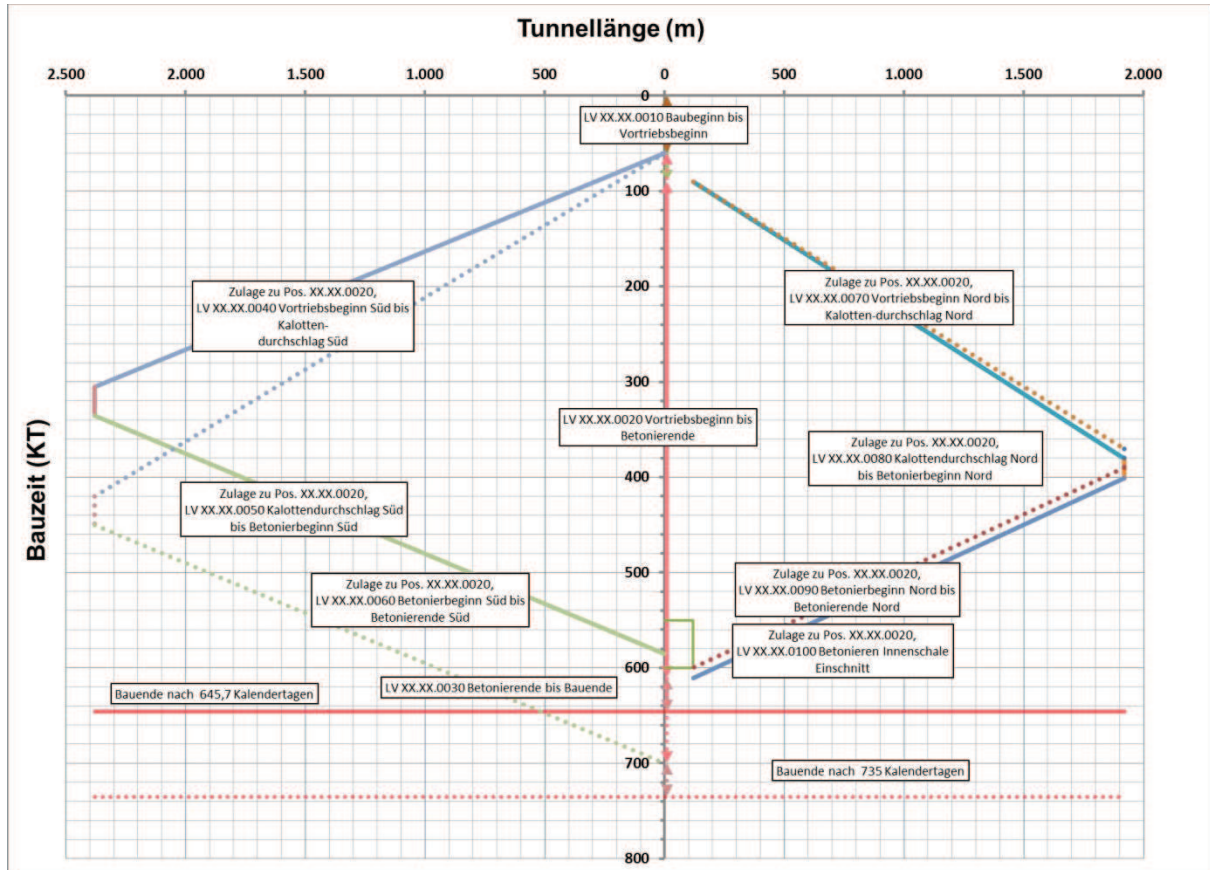 Tunnellänge (m)
2.500 2.000 1.500 1.000 500 0 500 1.000 1.500 2.000
0
LV XX.XX.0010 Baubeginn bis
Vortriebsbeginn
100
200
Zulage zu Pos. XX.XX.0020,
LV XX.XX.0070 Vortriebsbeginn Nord bis
Kalotten-durchschlag Nord
Zulage zu Pos. XX.XX.0020,
LV XX.XX.0040 Vortriebsbeginn Süd bis
Kalotten-
durchschlag Süd
300
Bauzeit (KT)
LV XX.XX.0020 Vortriebsbeginn bis
Betonierende
400
Zulage zu Pos. XX.XX.0020,
LV XX.XX.0080 Kalottendurchschlag Nord
bis Betonierbeginn Nord
Zulage zu Pos. XX.XX.0020,
LV XX.XX.0050 Kalottendurchschlag Süd
bis Betonierbeginn Süd
500
Zulage zu Pos. XX.XX.0020,
LV XX.XX.0060 Betonierbeginn Süd bis
Betonierende Süd
Zulage zu Pos. XX.XX.0020,
LV XX.XX.0090 Betonierbeginn Nord bis
Betonierende Nord
Zulage zu Pos. XX.XX.0020,
LV XX.XX.0100 Betonieren Innenschale
Einschnitt
600
LV XX.XX.0030 Betonierende bis Bauende
Bauende nach 645,7 Kalendertagen
700
Bauende nach 735 Kalendertagen
800